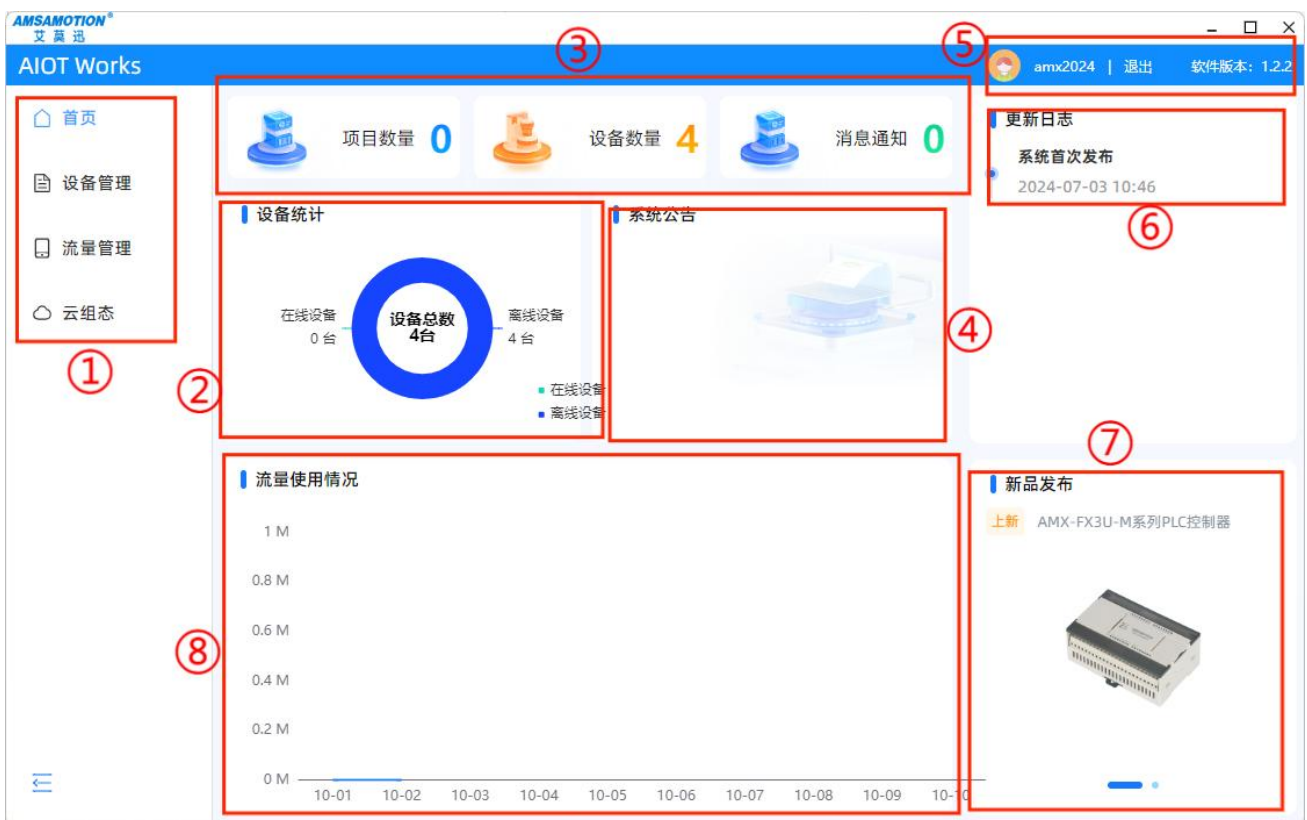 AMSAMOTION®
艾莫迅
AIOT Works
amx2024 | 退出 软件版本：1.2.2
③
⑤
首页
设备管理
流量管理
云组态
①
项目数量 0
设备数量 4
消息通知 0
更新日志
系统首次发布
2024-07-03 10:46
⑥
设备统计
在线设备
0 台
设备总数
4台
离线设备
4 台
在线设备
离线设备
②
系统公告
④
⑦
流量使用情况
1 M
0.8 M
0.6 M
0.4 M
0.2 M
0 M
10-01 10-02 10-03 10-04 10-05 10-06 10-07 10-08 10-09 10-10
⑧
新品发布
上新 AMX-FX3U-M系列PLC控制器